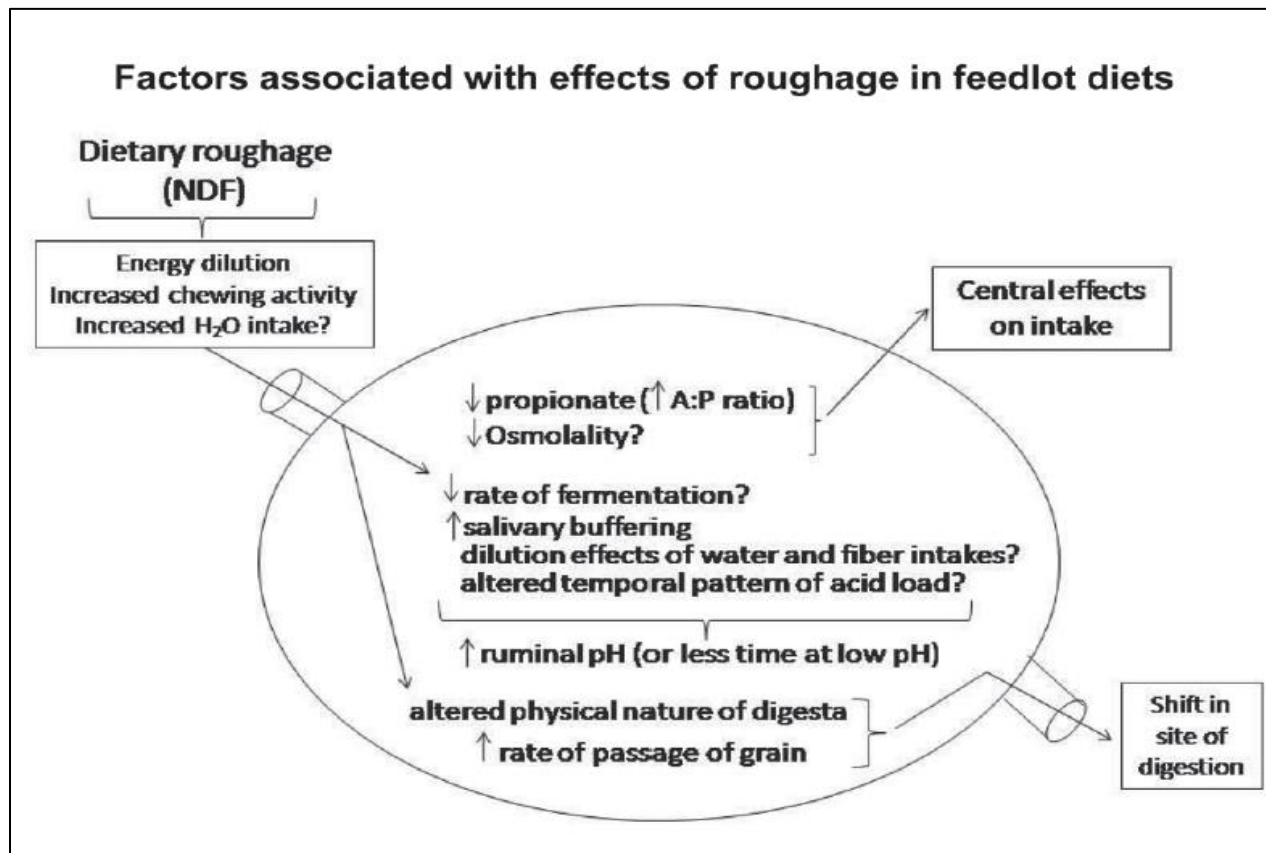 Factors associated with effects of roughage in feedlot diets
Dietary roughage
(NDF)
Energy dilution
Increased chewing activity
Increased H₂O intake?
Central effects
on intake
↓ propionate (↑ A:P ratio)
↓ Osmolality?
↓ rate of fermentation?
↑ salivary buffering
dilution effects of water and fiber intakes?
altered temporal pattern of acid load?
↑ ruminal pH (or less time at low pH)
altered physical nature of digesta
↑ rate of passage of grain
Shift in
site of
digestion